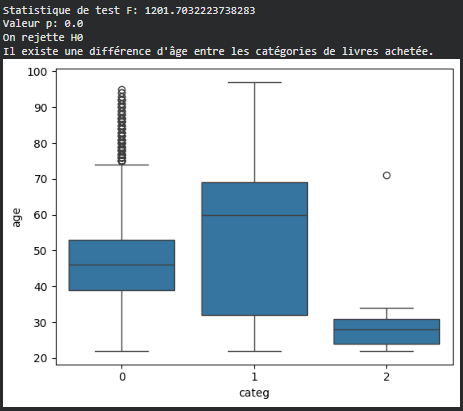 Statistique de test F: 1201.7032223738283
Valeur p: 0.0
On rejette H0
Il existe une différence d'âge entre les catégories de livres achetée.
100
90
80
70
60
50
40
30
20
age
0 1 2
categ